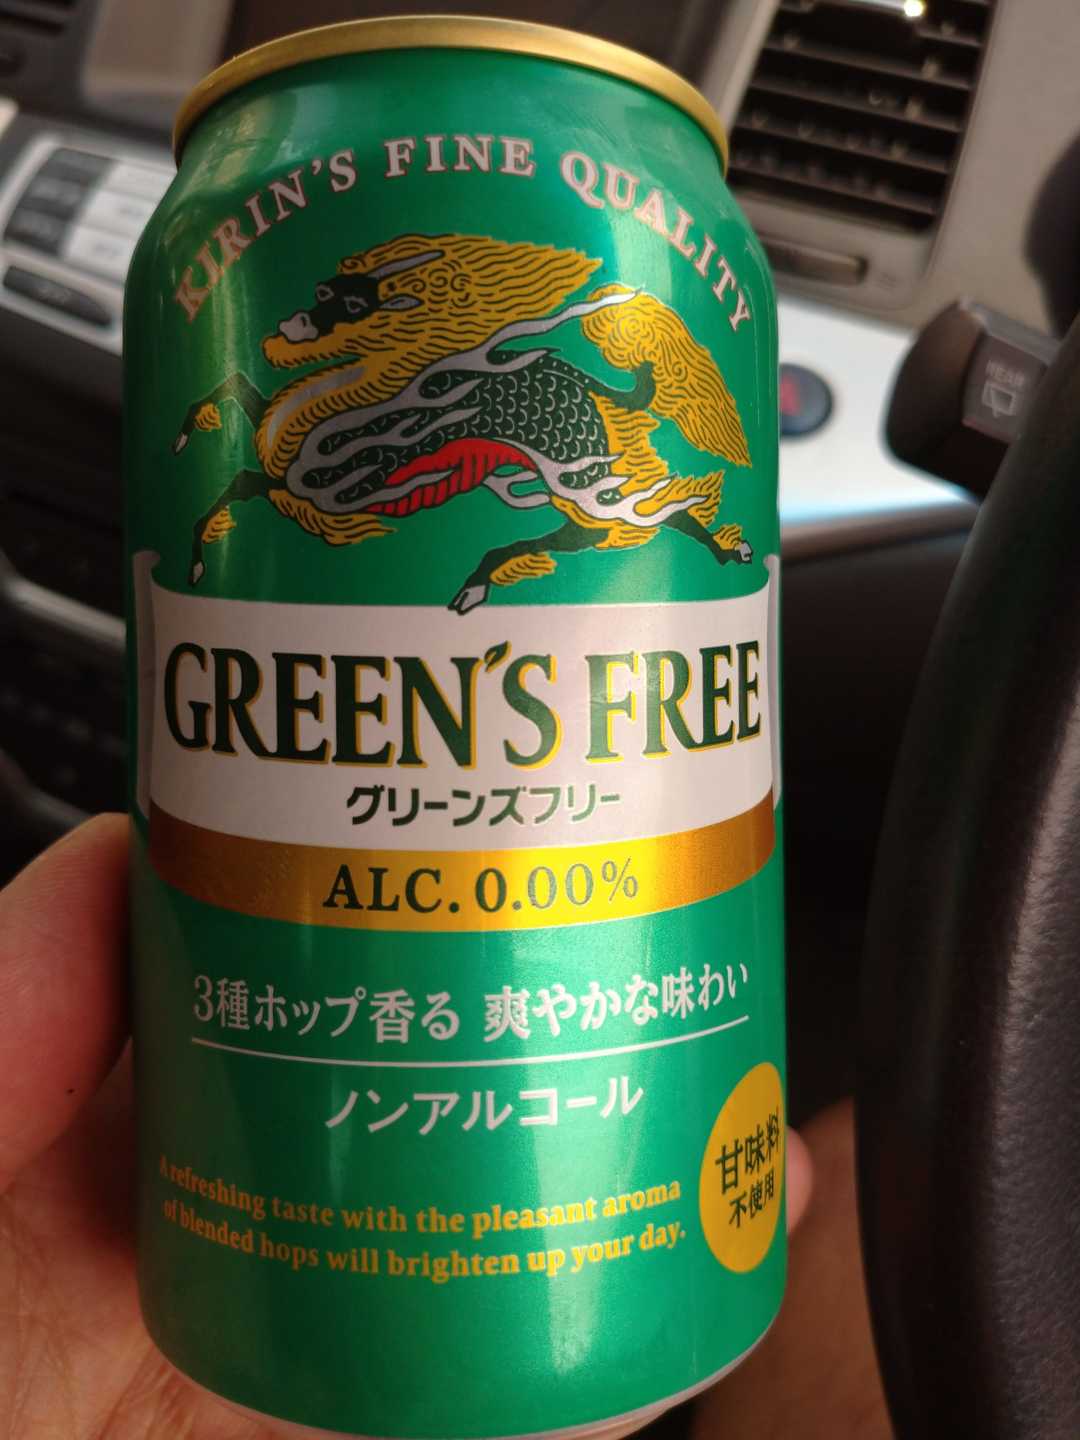 KIRIN'S FINE QUALITY
GREEN'S FREE
グリーンズフリー
ALC. 0.00%
3種ホップ香る 爽やかな味わい
ノンアルコール
甘味料
不使用
A refreshing taste with the pleasant aroma
of blended hops will brighten up your day.
REAR